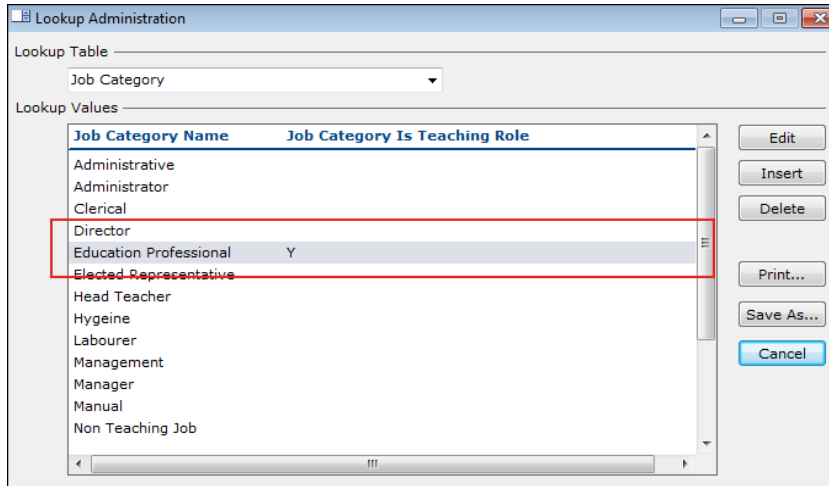 Lookup Administration
Lookup Table
Job Category
Lookup Values
Job Category Name Job Category Is Teaching Role
Administrative
Administrator
Clerical
Director
Education Professional Y
Elected Representative
Head Teacher
Hygeine
Labourer
Management
Manager
Manual
Non Teaching Job
Edit
Insert
Delete
Print...
Save As...
Cancel